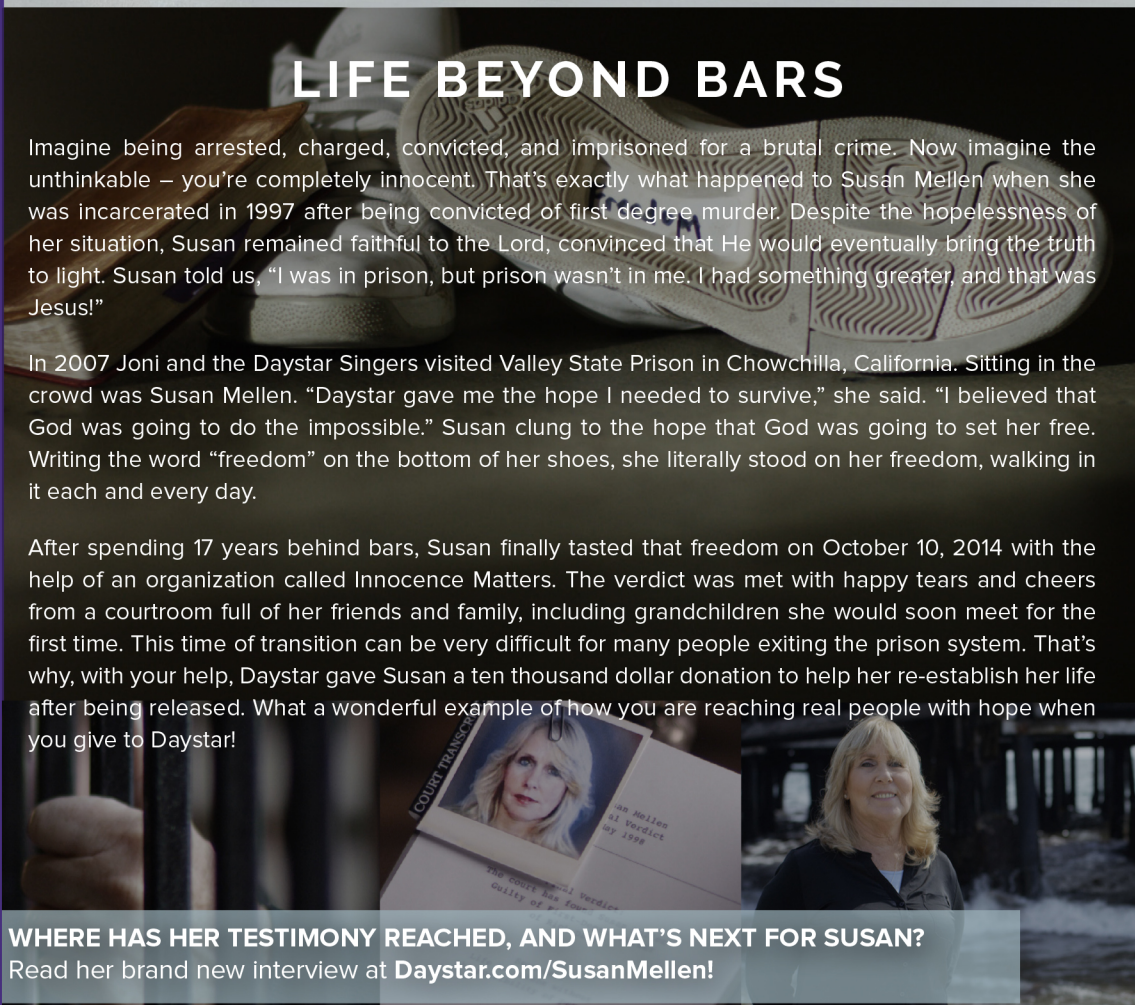 LIFE BEYOND BARS
Imagine being arrested, charged, convicted, and imprisoned for a brutal crime. Now imagine the
unthinkable – you’re completely innocent. That’s exactly what happened to Susan Mellen when she
was incarcerated in 1997 after being convicted of first degree murder. Despite the hopelessness of
her situation, Susan remained faithful to the Lord, convinced that He would eventually bring the truth
to light. Susan told us, “I was in prison, but prison wasn’t in me. I had something greater, and that was
Jesus!”
In 2007 Joni and the Daystar Singers visited Valley State Prison in Chowchilla, California. Sitting in the
crowd was Susan Mellen. “Daystar gave me the hope I needed to survive,” she said. “I believed that
God was going to do the impossible.” Susan clung to the hope that God was going to set her free.
Writing the word “freedom” on the bottom of her shoes, she literally stood on her freedom, walking in
it each and every day.
After spending 17 years behind bars, Susan finally tasted that freedom on October 10, 2014 with the
help of an organization called Innocence Matters. The verdict was met with happy tears and cheers
from a courtroom full of her friends and family, including grandchildren she would soon meet for the
first time. This time of transition can be very difficult for many people exiting the prison system. That’s
why, with your help, Daystar gave Susan a ten thousand dollar donation to help her re-establish her life
after being released. What a wonderful example of how you are reaching real people with hope when
you give to Daystar!
adidas
COURT
Mellen
Verdict
1998
The court has
Guilty of
WHERE HAS HER TESTIMONY REACHED, AND WHAT’S NEXT FOR SUSAN?
Read her brand new interview at Daystar.com/SusanMellen!